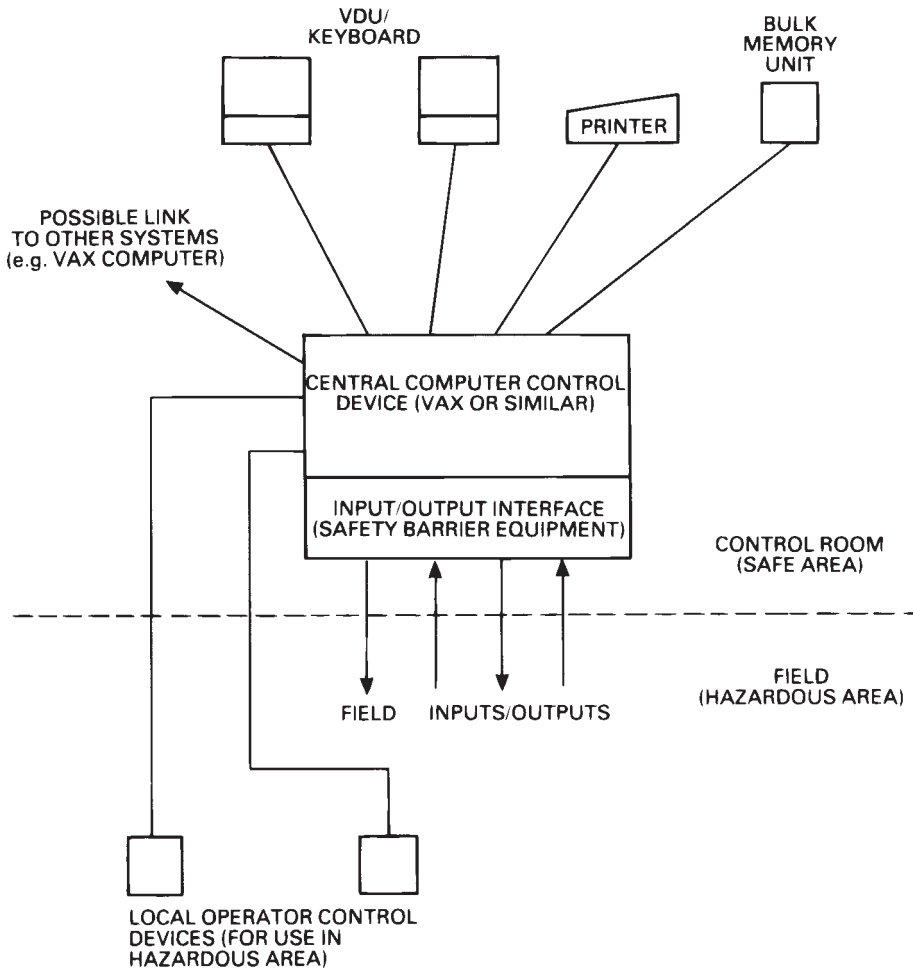 VDU/
KEYBOARD
BULK
MEMORY
UNIT
PRINTER
POSSIBLE LINK
TO OTHER SYSTEMS
(e.g. VAX COMPUTER)
CENTRAL COMPUTER CONTROL
DEVICE (VAX OR SIMILAR)
INPUT/OUTPUT INTERFACE
(SAFETY BARRIER EQUIPMENT)
CONTROL ROOM
(SAFE AREA)
FIELD
(HAZARDOUS AREA)
FIELD INPUTS/OUTPUTS
LOCAL OPERATOR CONTROL
DEVICES (FOR USE IN
HAZARDOUS AREA)